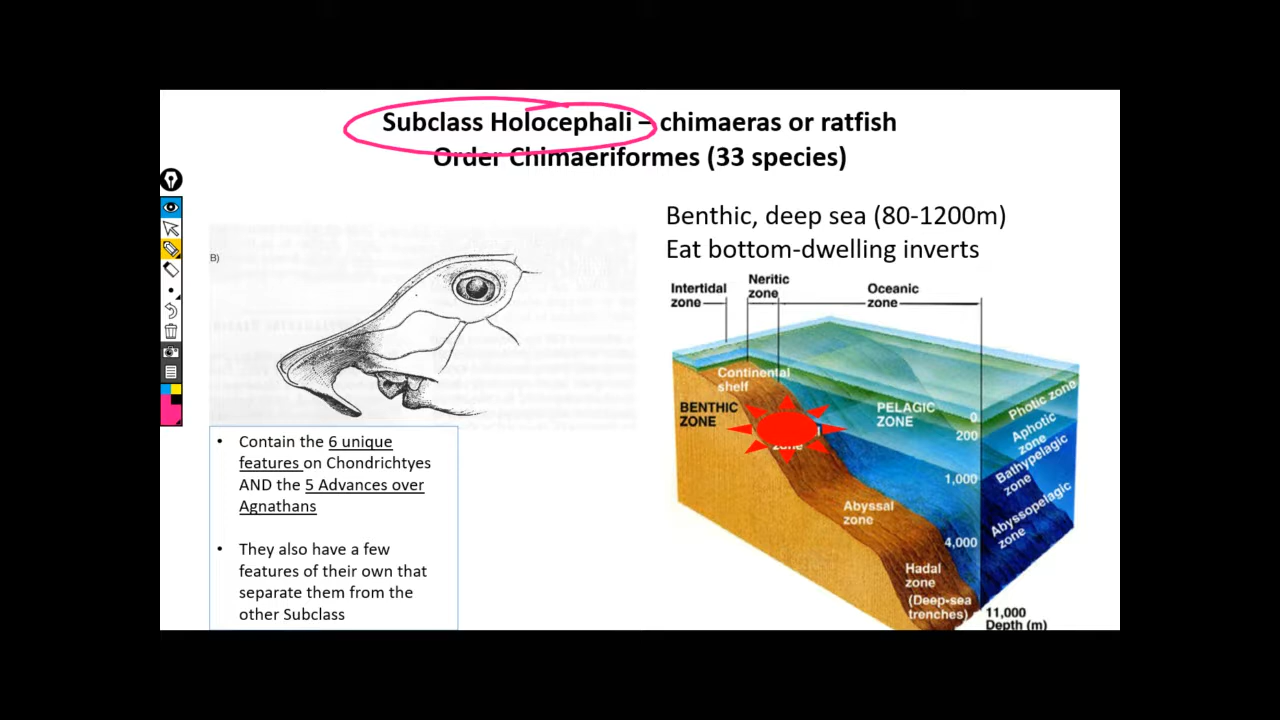 Subclass Holocephali – chimaeras or ratfish
Order Chimaeriformes (33 species)
Benthic, deep sea (80-1200m)
Eat bottom-dwelling inverts
B)
Intertidal
zone
Neritic
zone
Oceanic
zone
Continental
shelf
BENTHIC
ZONE
PELAGIC
ZONE
0
Photic zone
200
Aphotic
zone
zone
1,000
Bathypelagic
zone
Abyssal
zone
Abyssopelagic
zone
4,000
Hadal
zone
(Deep-sea
trenches)
11,000
Depth (m)
• Contain the 6 unique
features on Chondrichtyes
AND the 5 Advances over
Agnathans
• They also have a few
features of their own that
separate them from the
other Subclass